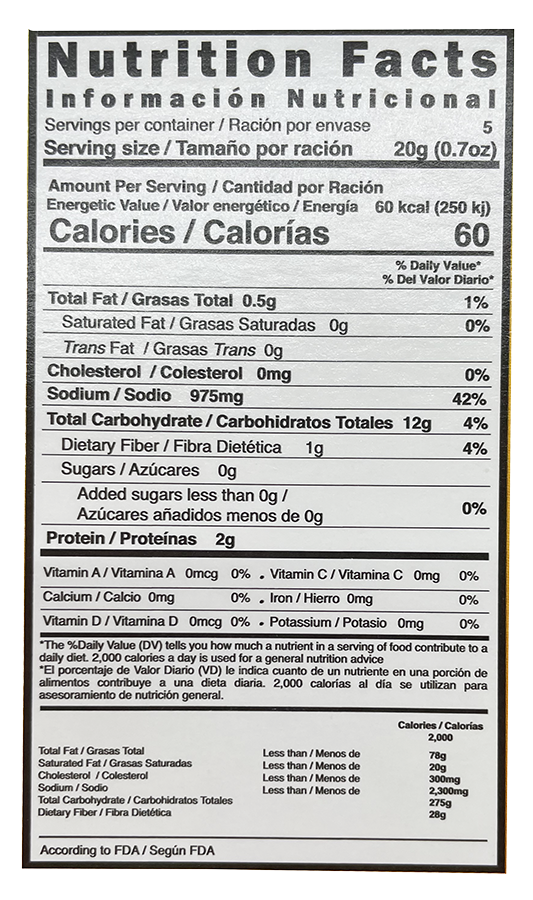 Nutrition Facts
Información Nutricional
Servings per container / Ración por envase 5
Serving size / Tamaño por ración 20g (0.7oz)
Amount Per Serving / Cantidad por Ración
Energetic Value / Valor energético / Energía 60 kcal (250 kj)
Calories / Calorías 60
% Daily Value*
% Del Valor Diario*
Total Fat / Grasas Total 0.5g 1%
Saturated Fat / Grasas Saturadas 0g 0%
Trans Fat / Grasas Trans 0g
Cholesterol / Colesterol 0mg 0%
Sodium / Sodio 975mg 42%
Total Carbohydrate / Carbohidratos Totales 12g 4%
Dietary Fiber / Fibra Dietética 1g 4%
Sugars / Azúcares 0g
Added sugars less than 0g /
Azúcares añadidos menos de 0g 0%
Protein / Proteínas 2g
Vitamin A / Vitamina A 0mcg 0% . Vitamin C / Vitamina C 0mg 0%
Calcium / Calcio 0mg 0% . Iron / Hierro 0mg 0%
Vitamin D / Vitamina D 0mcg 0% . Potassium / Potasio 0mg 0%
*The %Daily Value (DV) tells you how much a nutrient in a serving of food contribute to a
daily diet. 2,000 calories a day is used for a general nutrition advice
*El porcentaje de Valor Diario (VD) le indica cuanto de un nutriente en una porción de
alimentos contribuye a una dieta diaria. 2,000 calorías al día se utilizan para
asesoramiento de nutrición general.
Calories / Calorías
2,000
Total Fat / Grasas Total Less than / Menos de 78g
Saturated Fat / Grasas Saturadas Less than / Menos de 20g
Cholesterol / Colesterol Less than / Menos de 300mg
Sodium / Sodio Less than / Menos de 2,300mg
Total Carbohydrate / Carbohidratos Totales 275g
Dietary Fiber / Fibra Dietética 28g
According to FDA / Según FDA